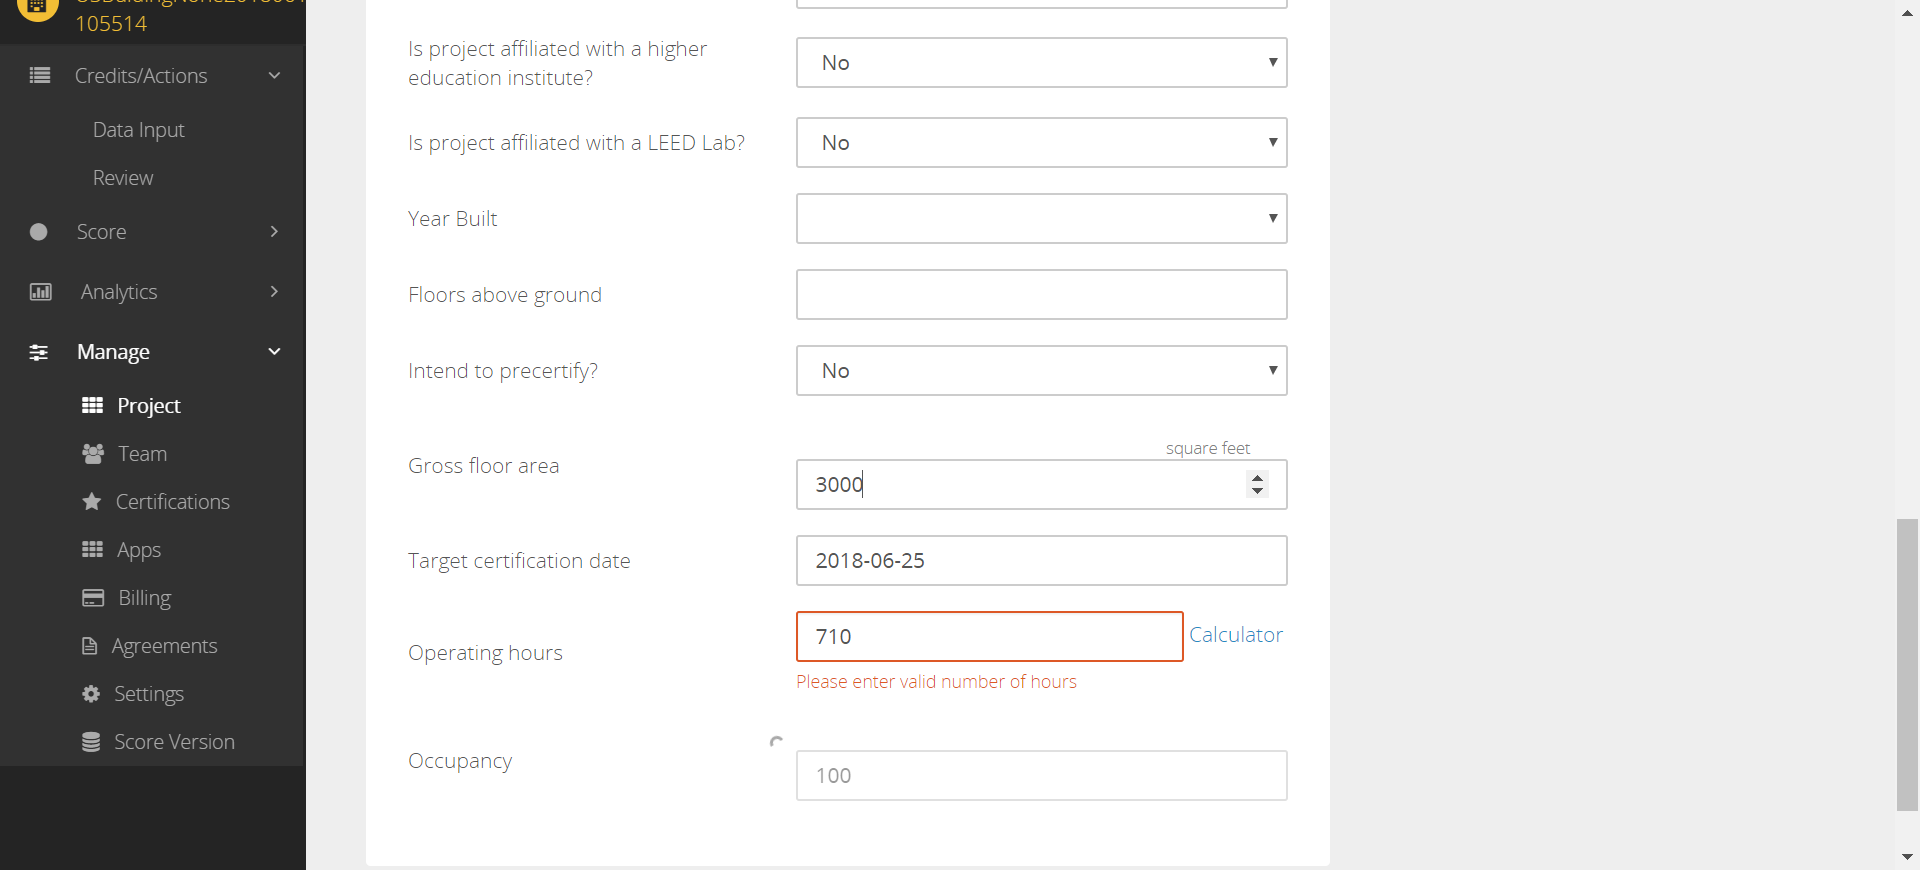 105514
Credits/Actions
Data Input
Review
Score
Analytics
Manage
Project
Team
Certifications
Apps
Billing
Agreements
Settings
Score Version
Is project affiliated with a higher
education institute?
No
Is project affiliated with a LEED Lab?
No
Year Built
Floors above ground
Intend to precertify?
No
square feet
Gross floor area
3000
Target certification date
2018-06-25
Operating hours
710
Calculator
Please enter valid number of hours
Occupancy
100